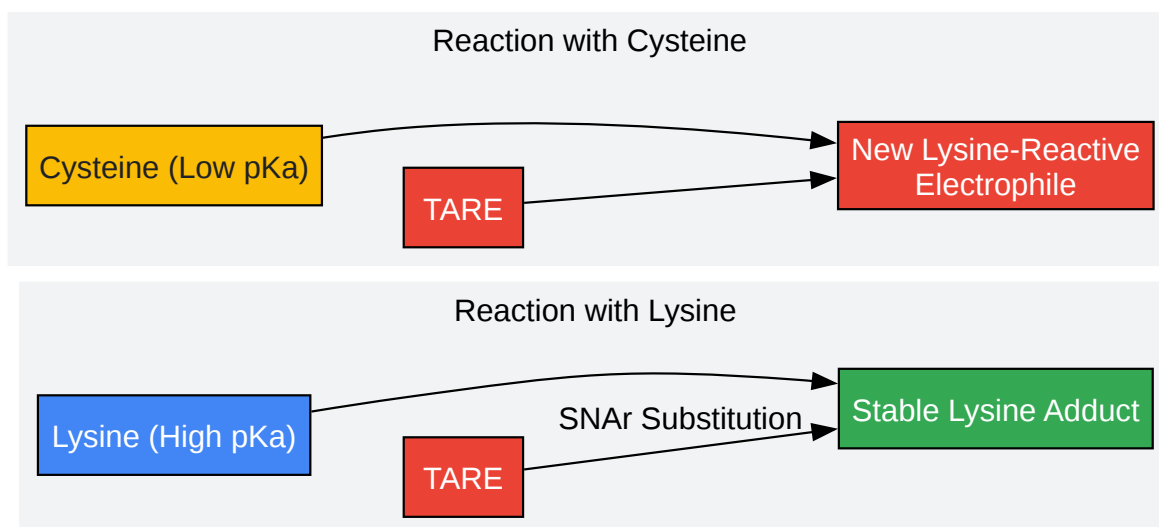 Reaction with Cysteine
Cysteine (Low pKa)
TARE
New Lysine-Reactive
Electrophile
Reaction with Lysine
Lysine (High pKa)
SNAr Substitution
TARE
Stable Lysine Adduct